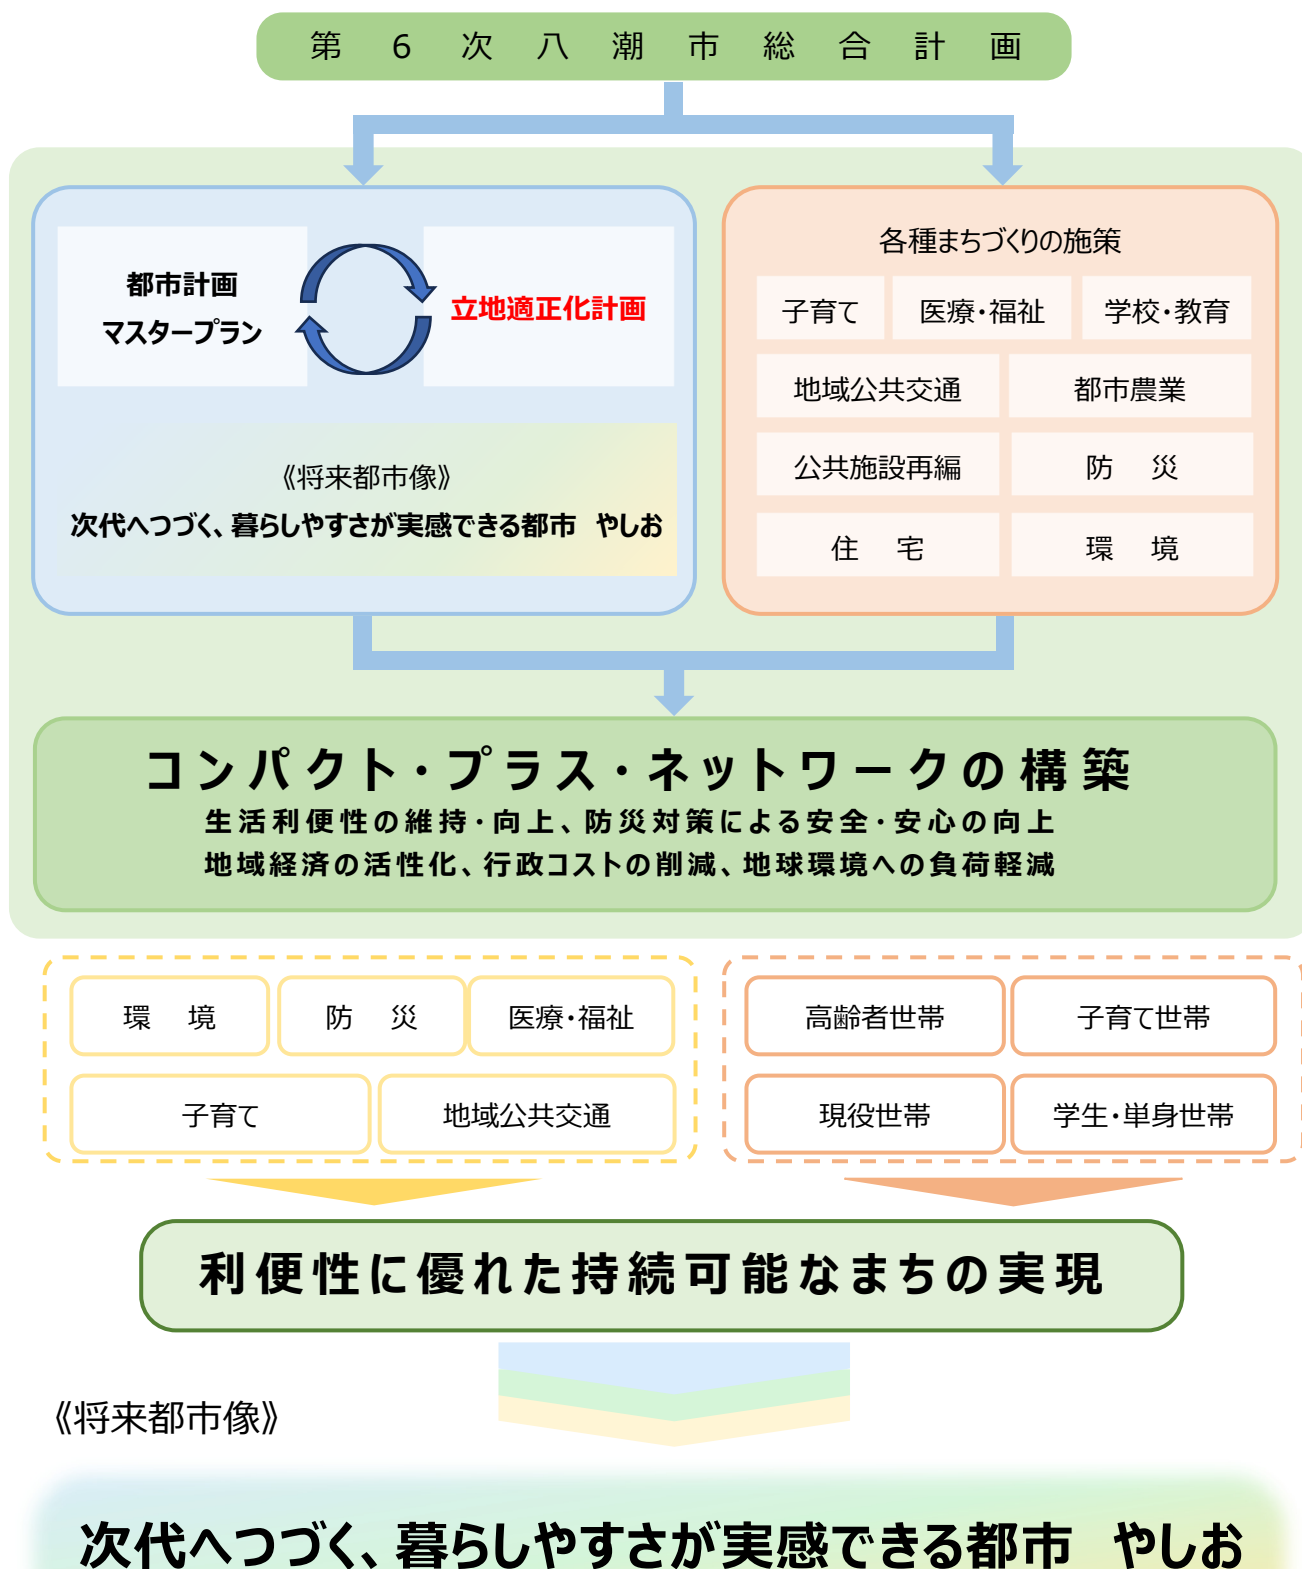 第6次八潮市総合計画
都市計画
マスタープラン
立地適正化計画
《将来都市像》
次代へつづく、暮らしやすさが実感できる都市　やしお
各種まちづくりの施策
子育て
医療・福祉
学校・教育
地域公共交通
都市農業
公共施設再編
防　災
住　宅
環　境
コンパクト・プラス・ネットワークの構築
生活利便性の維持・向上、防災対策による安全・安心の向上
地域経済の活性化、行政コストの削減、地球環境への負荷軽減
環　境
防　災
医療・福祉
子育て
地域公共交通
高齢者世帯
子育て世帯
現役世帯
学生・単身世帯
利便性に優れた持続可能なまちの実現
《将来都市像》
次代へつづく、暮らしやすさが実感できる都市　やしお